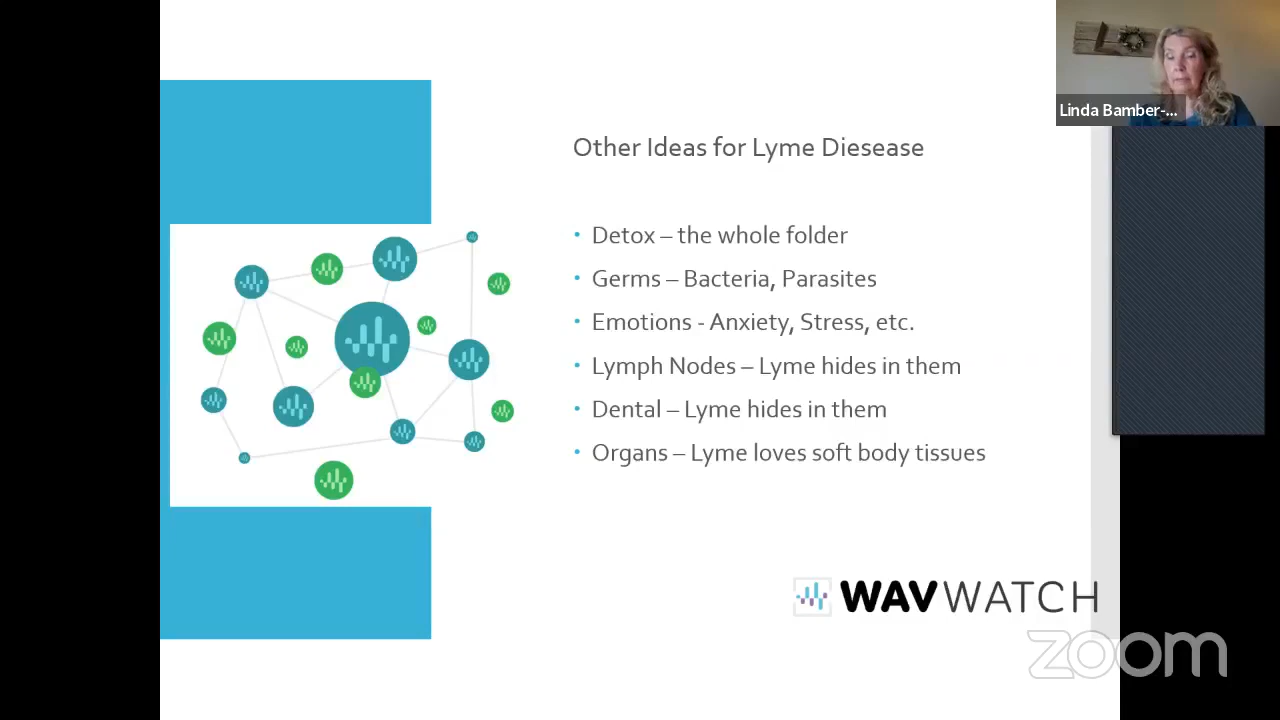 Linda Bamber-...
Other Ideas for Lyme Diesease
• Detox – the whole folder
• Germs – Bacteria, Parasites
• Emotions - Anxiety, Stress, etc.
• Lymph Nodes – Lyme hides in them
• Dental – Lyme hides in them
• Organs – Lyme loves soft body tissues
WAVWATCH
zoom